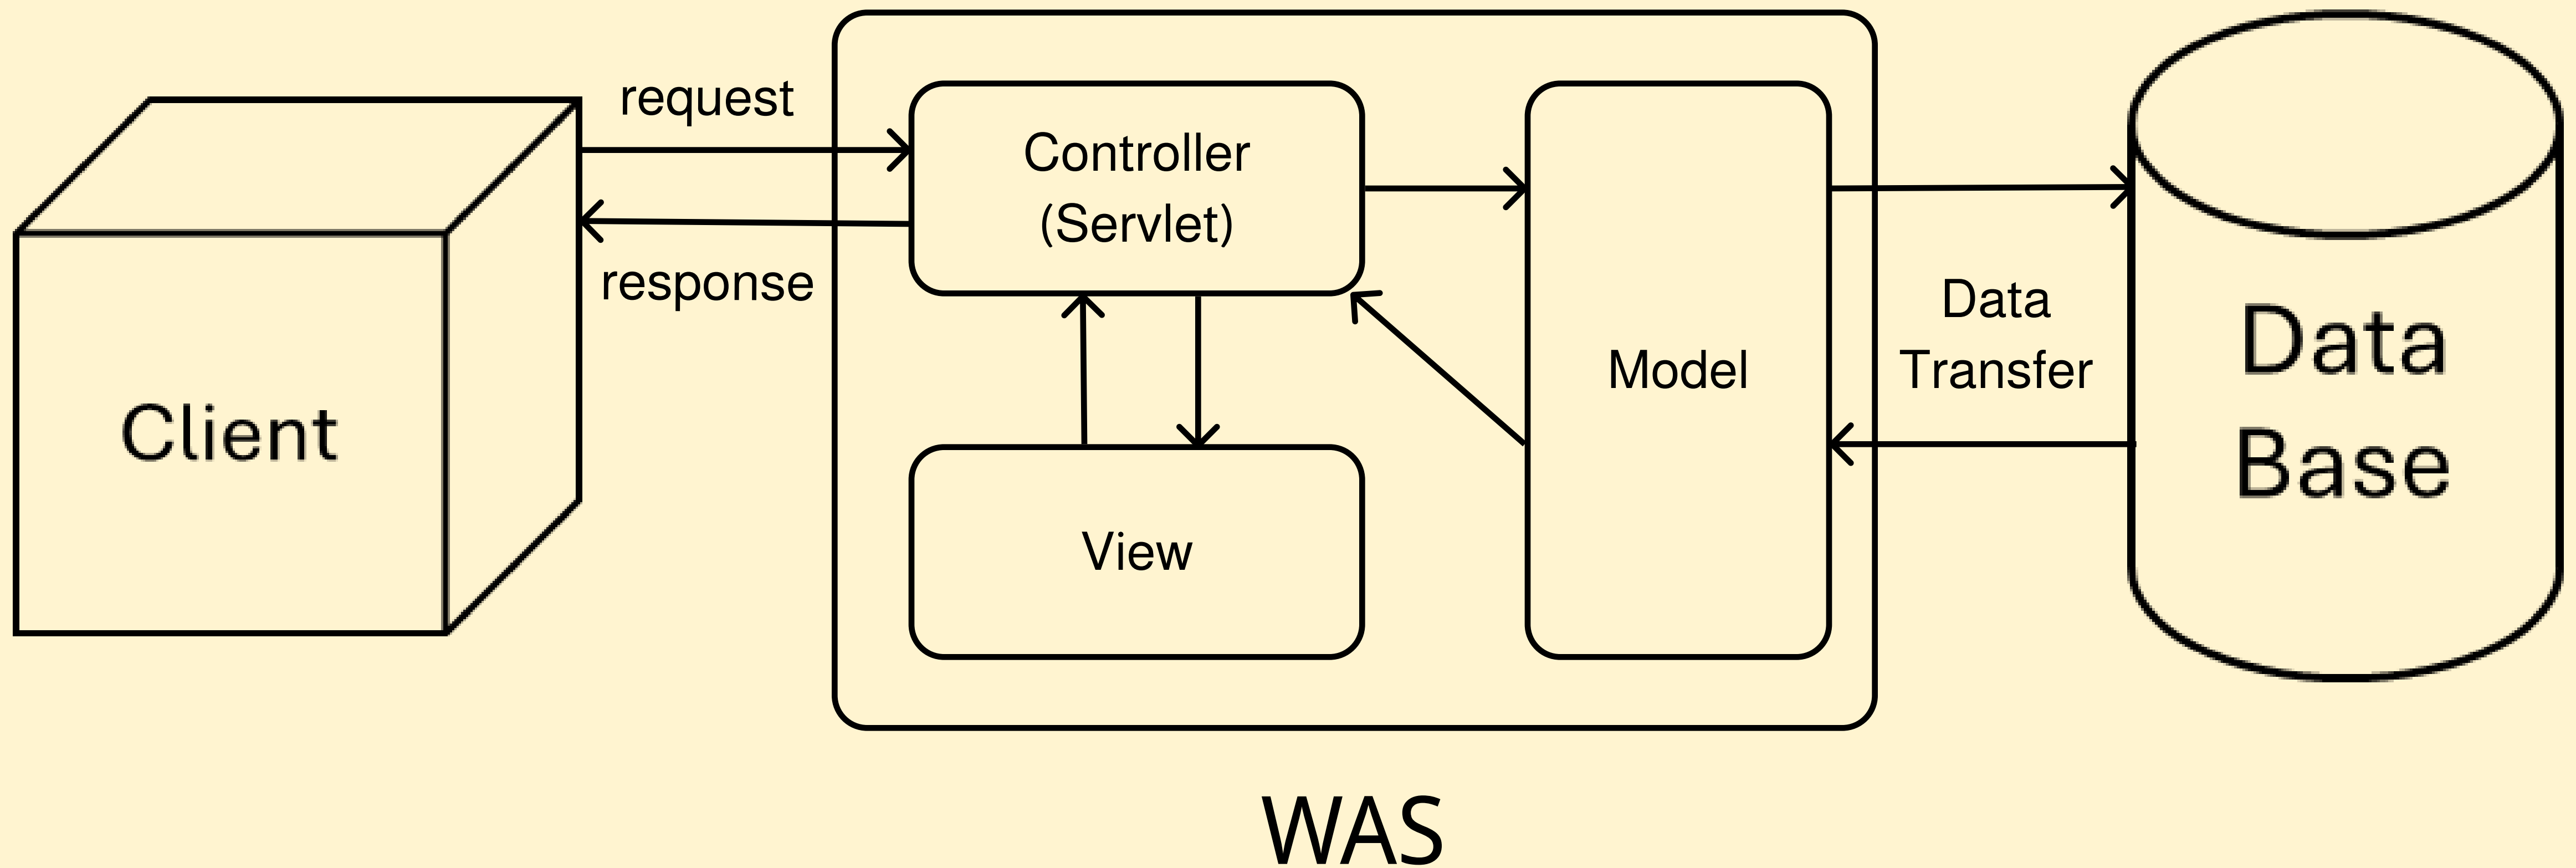 Client
request
response
Controller
(Servlet)
View
Model
Data
Transfer
Data
Base
WAS